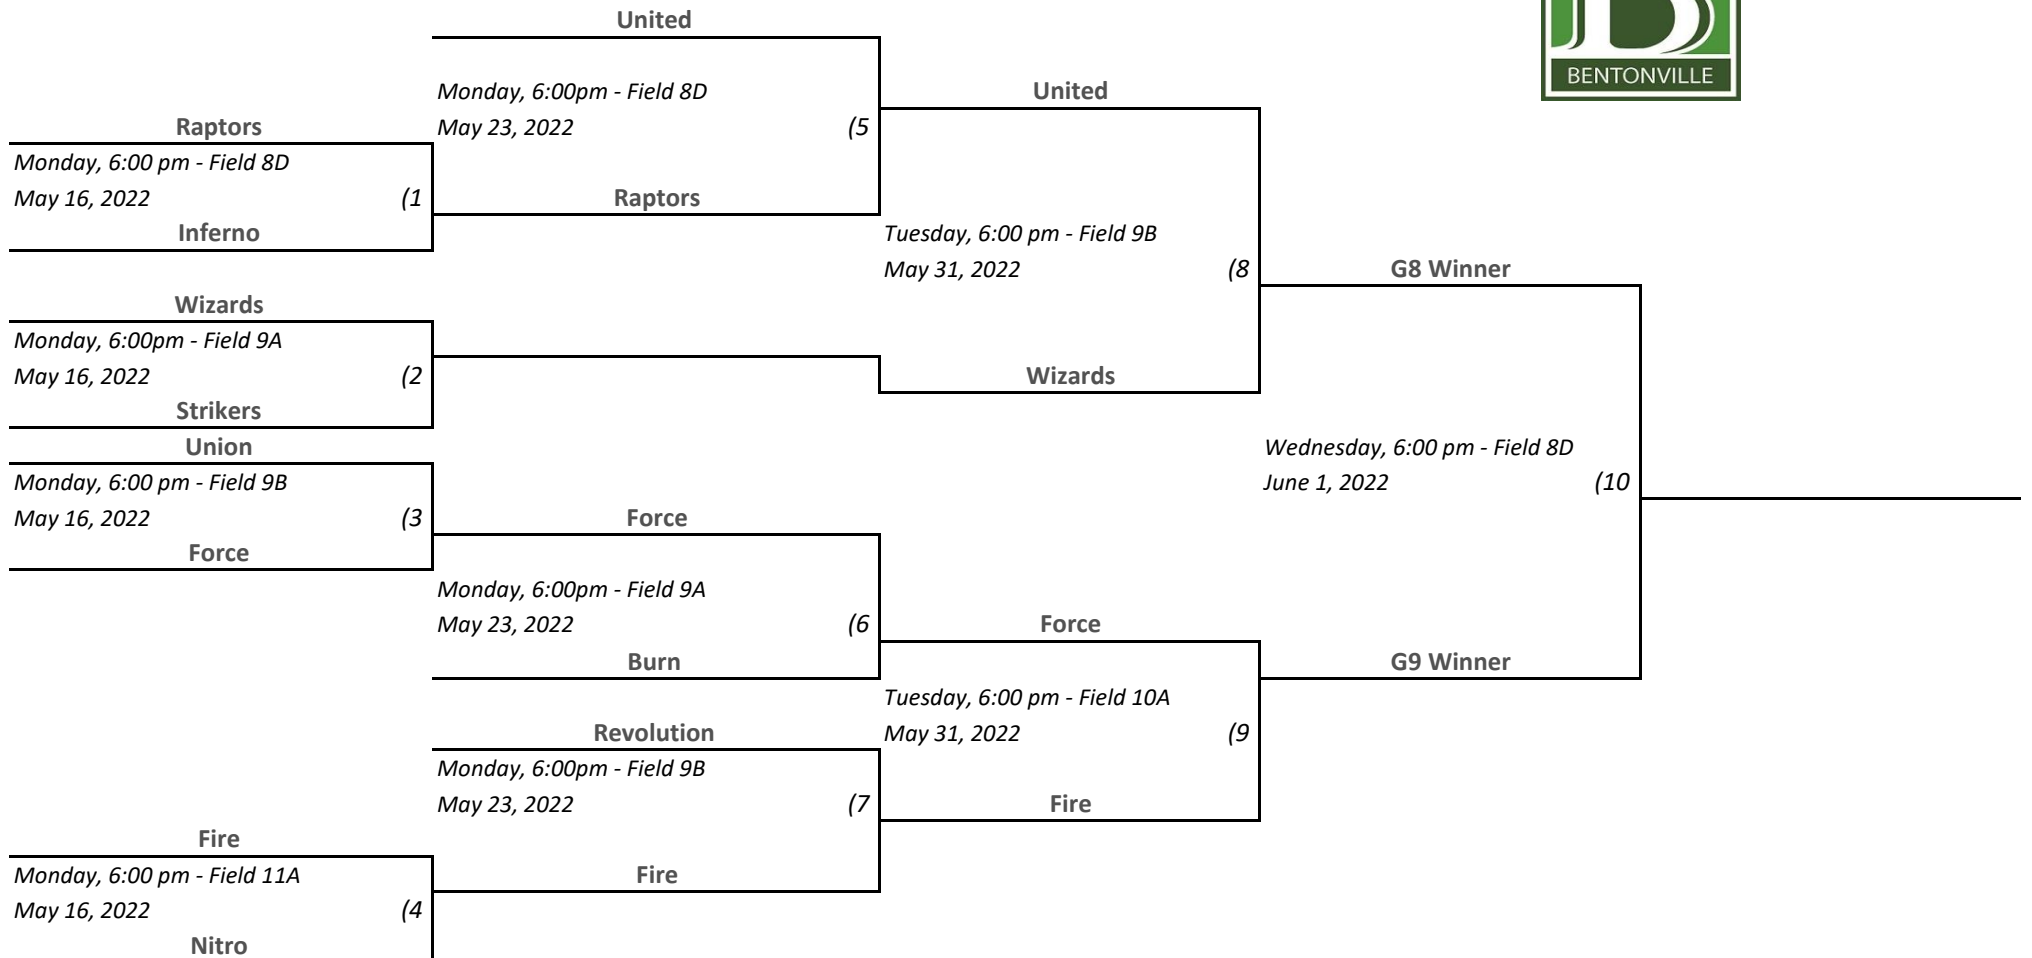 United
BENTONVILLE
Monday, 6:00pm - Field 8D
May 23, 2022 (5
United
Raptors
Monday, 6:00 pm - Field 8D
May 16, 2022 (1
Inferno
Raptors
Tuesday, 6:00 pm - Field 9B
May 31, 2022 (8
G8 Winner
Wizards
Monday, 6:00pm - Field 9A
May 16, 2022 (2
Strikers
Wizards
Union
Monday, 6:00 pm - Field 9B
May 16, 2022 (3
Force
Wednesday, 6:00 pm - Field 8D
June 1, 2022 (10
Force
Monday, 6:00pm - Field 9A
May 23, 2022 (6
Burn
Force
G9 Winner
Tuesday, 6:00 pm - Field 10A
May 31, 2022 (9
Revolution
Monday, 6:00pm - Field 9B
May 23, 2022 (7
Fire
Fire
Monday, 6:00 pm - Field 11A
May 16, 2022 (4
Nitro
Fire